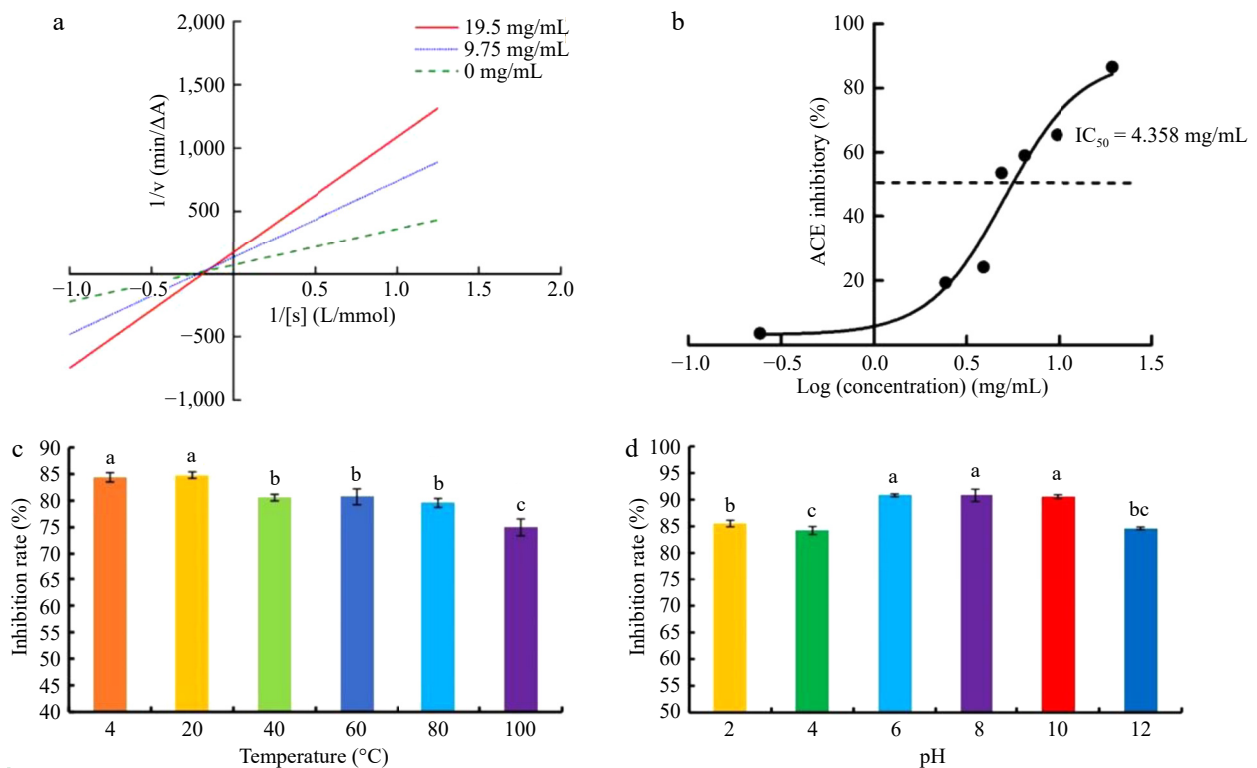 a
2,000
1,500
1,000
500
−500
−1,000
1/v (min/ΔA)
19.5 mg/mL
9.75 mg/mL
0 mg/mL
−1.0 −0.5 0.5 1.0 1.5 2.0
1/[s] (L/mmol)
b
100
80
60
40
20
ACE inhibitory (%)
IC₅₀ = 4.358 mg/mL
−1.0 −0.5 0.0 0.5 1.0 1.5
Log (concentration) (mg/mL)
c
90
85
80
75
70
65
60
55
50
45
40
Inhibition rate (%)
a a b b b c
4 20 40 60 80 100
Temperature (°C)
d
100
95
90
85
80
75
70
65
60
55
50
Inhibition rate (%)
b c a a a bc
2 4 6 8 10 12
pH